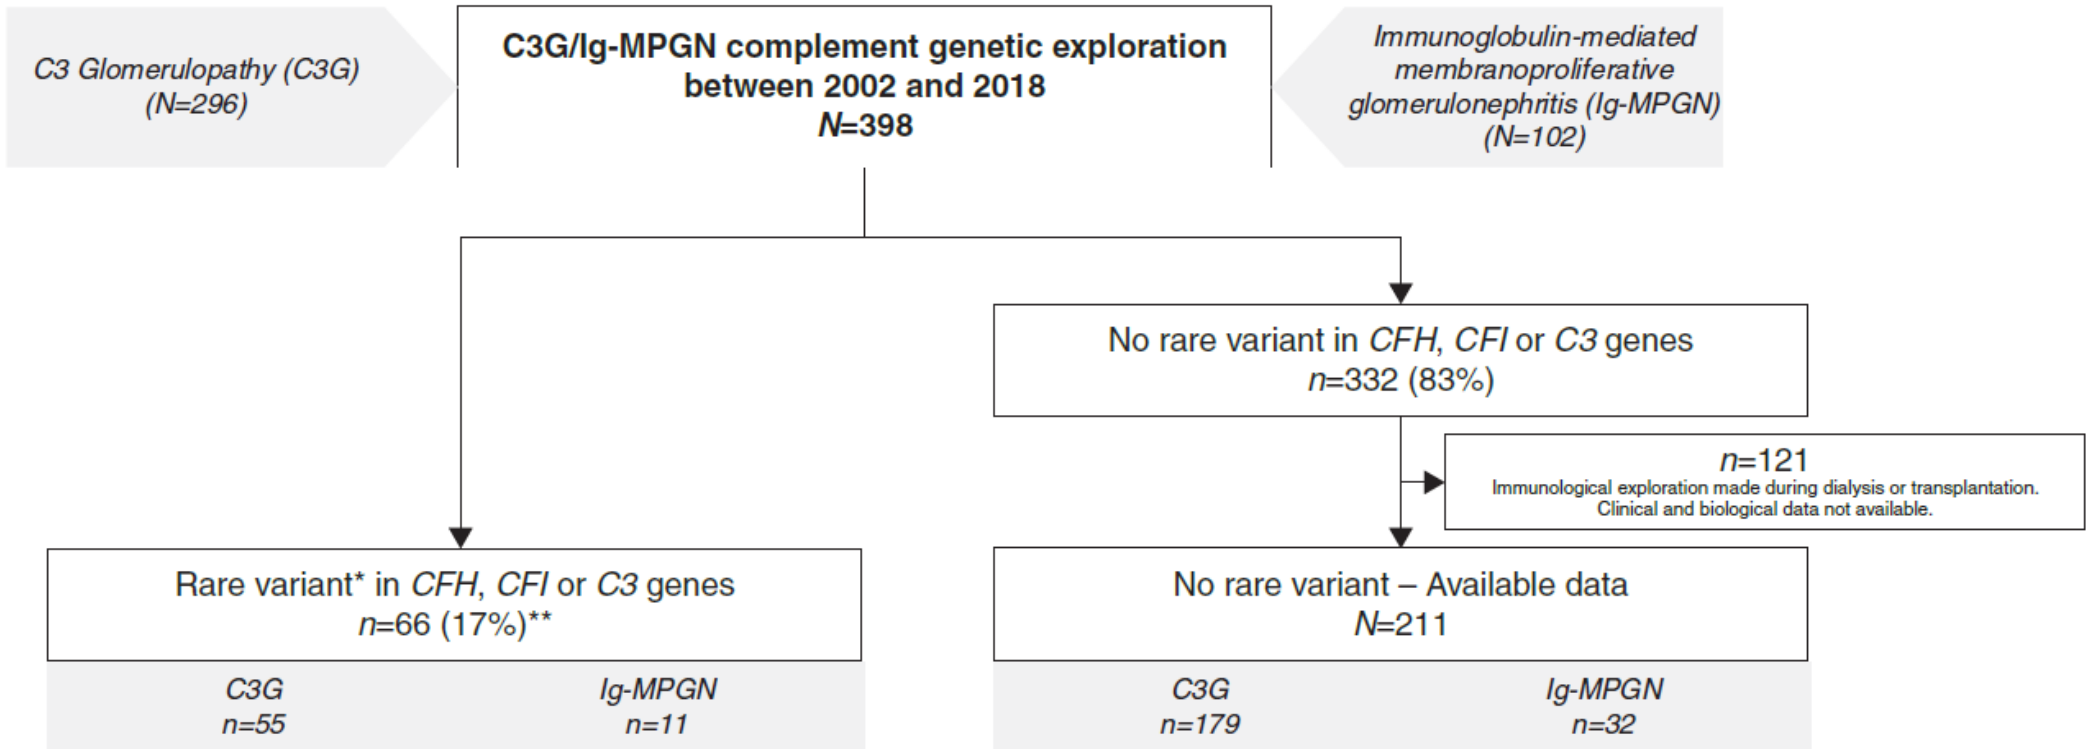 C3 Glomerulopathy (C3G)
(N=296)
C3G/Ig-MPGN complement genetic exploration
between 2002 and 2018
N=398
Immunoglobulin-mediated
membranoproliferative
glomerulonephritis (Ig-MPGN)
(N=102)
No rare variant in CFH, CFI or C3 genes
n=332 (83%)
n=121
Immunological exploration made during dialysis or transplantation.
Clinical and biological data not available.
Rare variant* in CFH, CFI or C3 genes
n=66 (17%)**
C3G
n=55
Ig-MPGN
n=11
No rare variant – Available data
N=211
C3G
n=179
Ig-MPGN
n=32